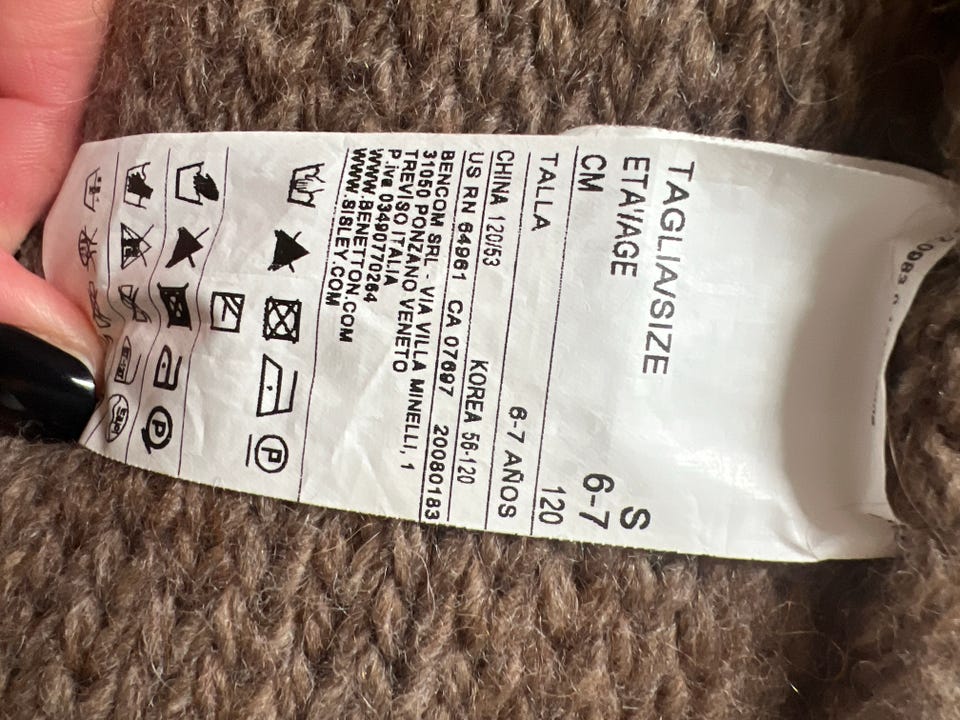 TAGLIA/SIZE S
ETA'/AGE 6-7
CM 120
TALLA 6-7 AÑOS
CHINA 120/53 KOREA 56-120
US RN 64961 CA 07697 20080183
BENCOM SRL - VIA VILLA MINELLI, 1
31050 PONZANO VENETO
TREVISO ITALIA
P.iva 03490770264
WWW.BENETTON.COM
WWW.SISLEY.COM
P
P